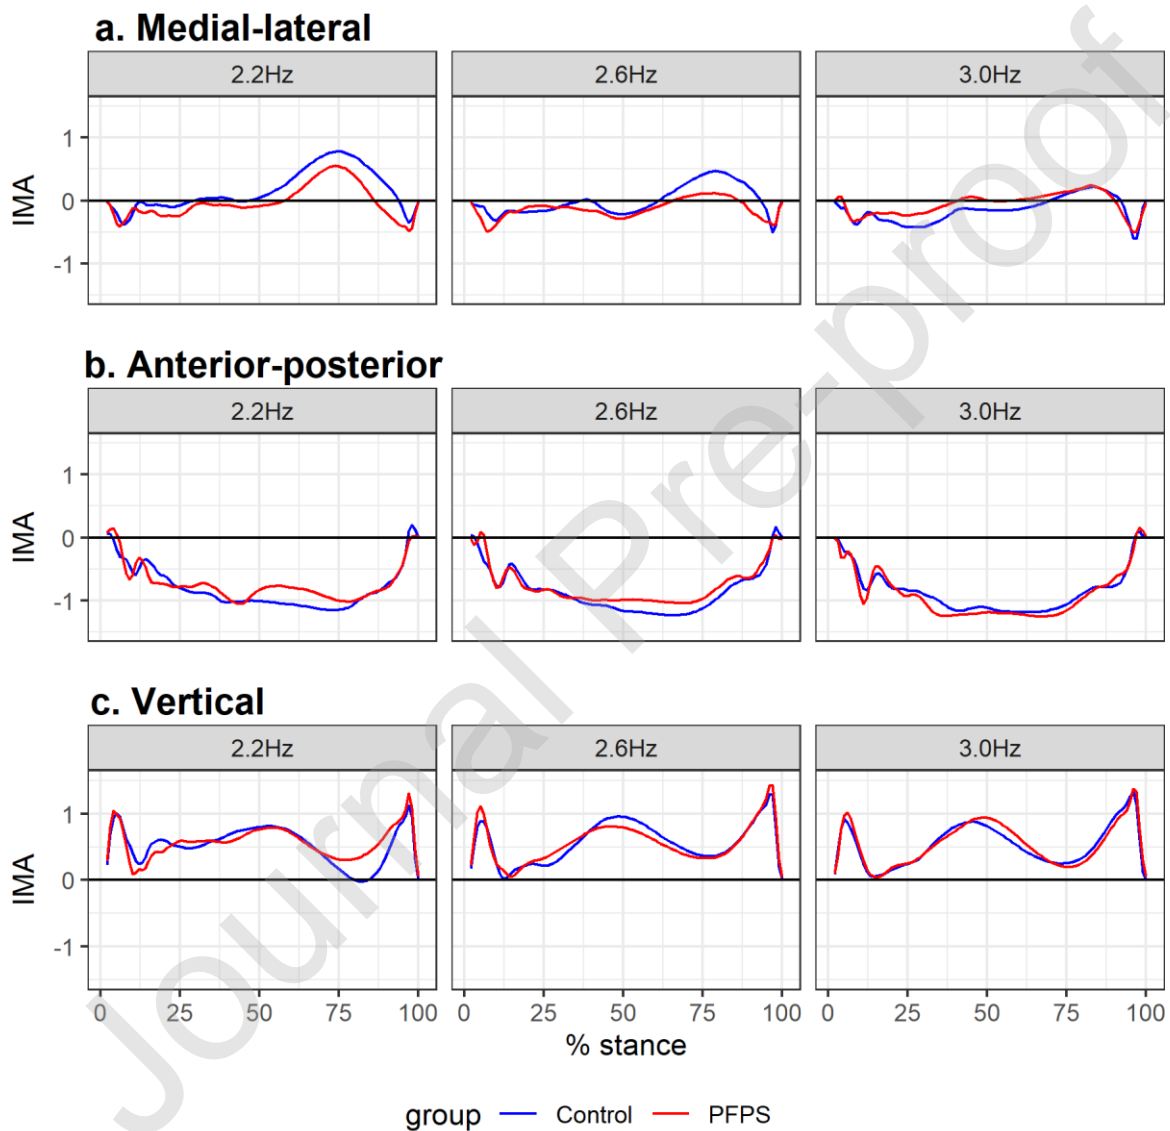 a. Medial-lateral
2.2Hz 2.6Hz 3.0Hz
1
0
-1
IMA
b. Anterior-posterior
2.2Hz 2.6Hz 3.0Hz
1
0
-1
IMA
c. Vertical
2.2Hz 2.6Hz 3.0Hz
1
0
-1
IMA
0 25 50 75 100 0 25 50 75 100 0 25 50 75 100
% stance
group Control PFPS
Journal Pre-proof